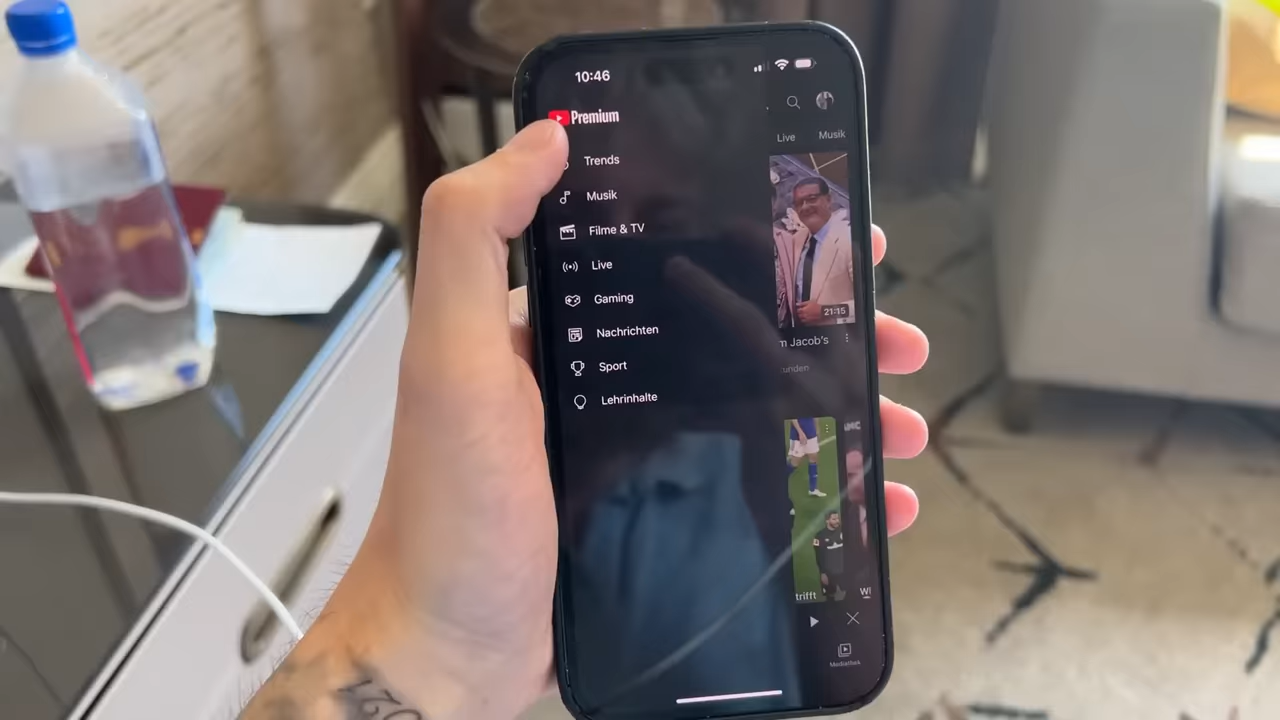 10:46
Premium
Live
Musik
Trends
Musik
Filme & TV
Live
Gaming
Nachrichten
Sport
Lehrinhalte
21:15
m Jacob's
unden
trifft
Mediathek